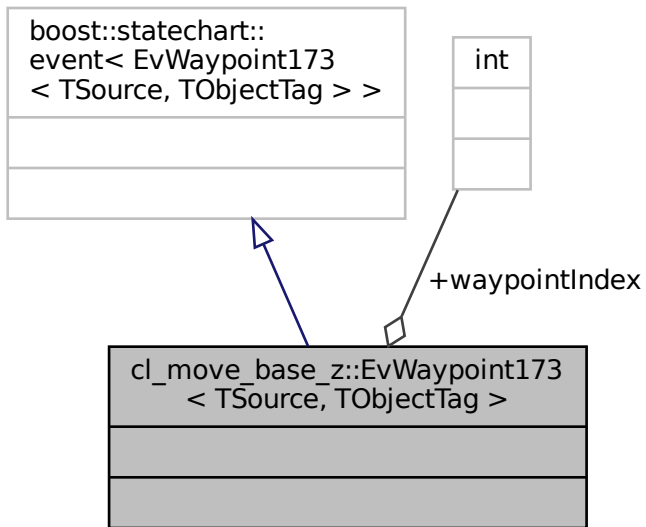 boost::statechart::
event< EvWaypoint173
< TSource, TObjectTag > >
int
+waypointIndex
cl_move_base_z::EvWaypoint173
< TSource, TObjectTag >